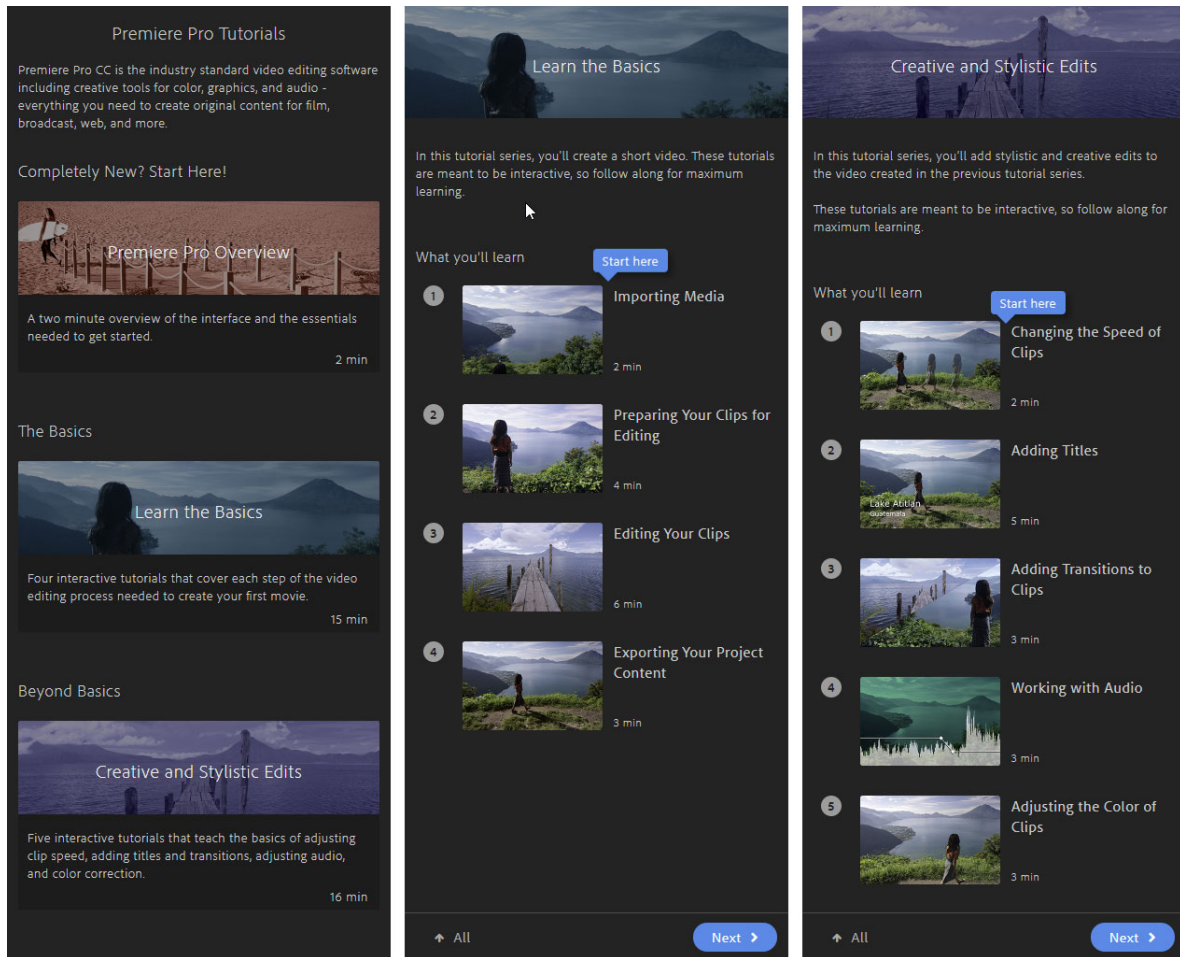 Premiere Pro Tutorials
Premiere Pro CC is the industry standard video editing software
including creative tools for color, graphics, and audio -
everything you need to create original content for film,
broadcast, web, and more.
Completely New? Start Here!
Premiere Pro Overview
A two minute overview of the interface and the essentials
needed to get started.
2 min
The Basics
Learn the Basics
Four interactive tutorials that cover each step of the video
editing process needed to create your first movie.
15 min
Beyond Basics
Creative and Stylistic Edits
Five interactive tutorials that teach the basics of adjusting
clip speed, adding titles and transitions, adjusting audio,
and color correction.
16 min
Learn the Basics
In this tutorial series, you'll create a short video. These tutorials
are meant to be interactive, so follow along for maximum
learning.
What you'll learn
Start here
1
Importing Media
2 min
2
Preparing Your Clips for
Editing
4 min
3
Editing Your Clips
6 min
4
Exporting Your Project
Content
3 min
All
Next
Creative and Stylistic Edits
In this tutorial series, you'll add stylistic and creative edits to
the video created in the previous tutorial series.
These tutorials are meant to be interactive, so follow along for
maximum learning.
What you'll learn
Start here
1
Changing the Speed of
Clips
2 min
2
Adding Titles
Lake Atitlan
Guatemala
5 min
3
Adding Transitions to
Clips
3 min
4
Working with Audio
3 min
5
Adjusting the Color of
Clips
3 min
All
Next